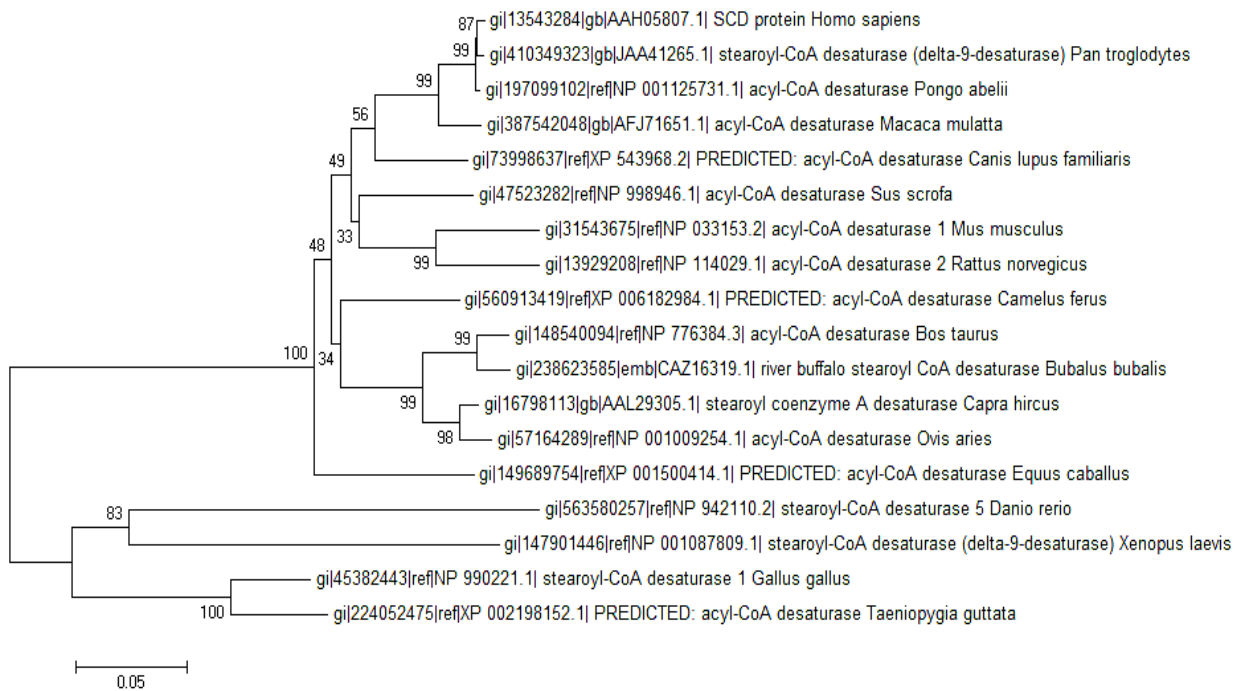 87
gi|13543284|gb|AAH05807.1| SCD protein Homo sapiens
99
gi|410349323|gb|JAA41265.1| stearoyl-CoA desaturase (delta-9-desaturase) Pan troglodytes
99
gi|197099102|ref|NP 001125731.1| acyl-CoA desaturase Pongo abelii
56
gi|387542048|gb|AFJ71651.1| acyl-CoA desaturase Macaca mulatta
49
gi|73998637|ref|XP 543968.2| PREDICTED: acyl-CoA desaturase Canis lupus familiaris
gi|47523282|ref|NP 998946.1| acyl-CoA desaturase Sus scrofa
48
33
gi|31543675|ref|NP 033153.2| acyl-CoA desaturase 1 Mus musculus
99
gi|13929208|ref|NP 114029.1| acyl-CoA desaturase 2 Rattus norvegicus
gi|560913419|ref|XP 006182984.1| PREDICTED: acyl-CoA desaturase Camelus ferus
100
34
99
gi|148540094|ref|NP 776384.3| acyl-CoA desaturase Bos taurus
gi|238623585|emb|CAZ16319.1| river buffalo stearoyl CoA desaturase Bubalus bubalis
99
gi|16798113|gb|AAL29305.1| stearoyl coenzyme A desaturase Capra hircus
98
gi|57164289|ref|NP 001009254.1| acyl-CoA desaturase Ovis aries
gi|149689754|ref|XP 001500414.1| PREDICTED: acyl-CoA desaturase Equus caballus
83
gi|563580257|ref|NP 942110.2| stearoyl-CoA desaturase 5 Danio rerio
gi|147901446|ref|NP 001087809.1| stearoyl-CoA desaturase (delta-9-desaturase) Xenopus laevis
gi|45382443|ref|NP 990221.1| stearoyl-CoA desaturase 1 Gallus gallus
100
gi|224052475|ref|XP 002198152.1| PREDICTED: acyl-CoA desaturase Taeniopygia guttata
0.05